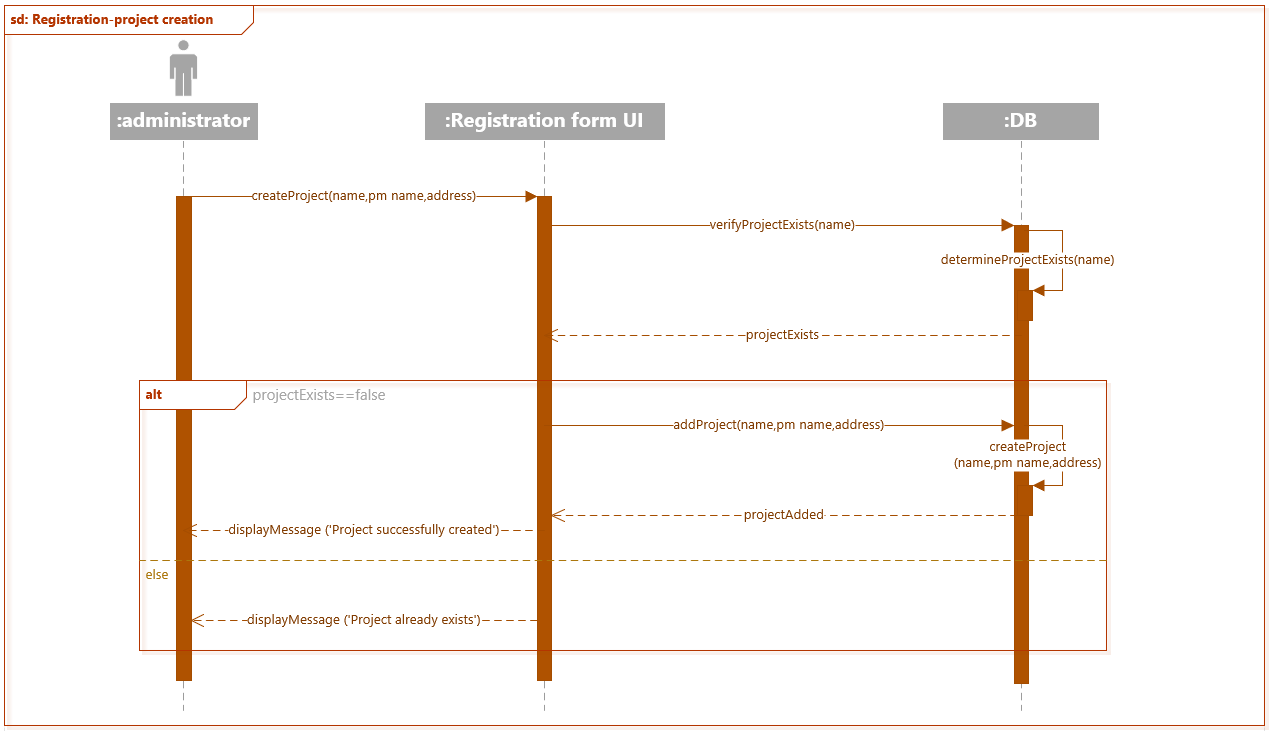 sd: Registration-project creation
:administrator
:Registration form UI
:DB
createProject(name,pm name,address)
verifyProjectExists(name)
determineProjectExists(name)
projectExists
alt
projectExists==false
addProject(name,pm name,address)
createProject
(name,pm name,address)
projectAdded
displayMessage ('Project successfully created')
else
displayMessage ('Project already exists')